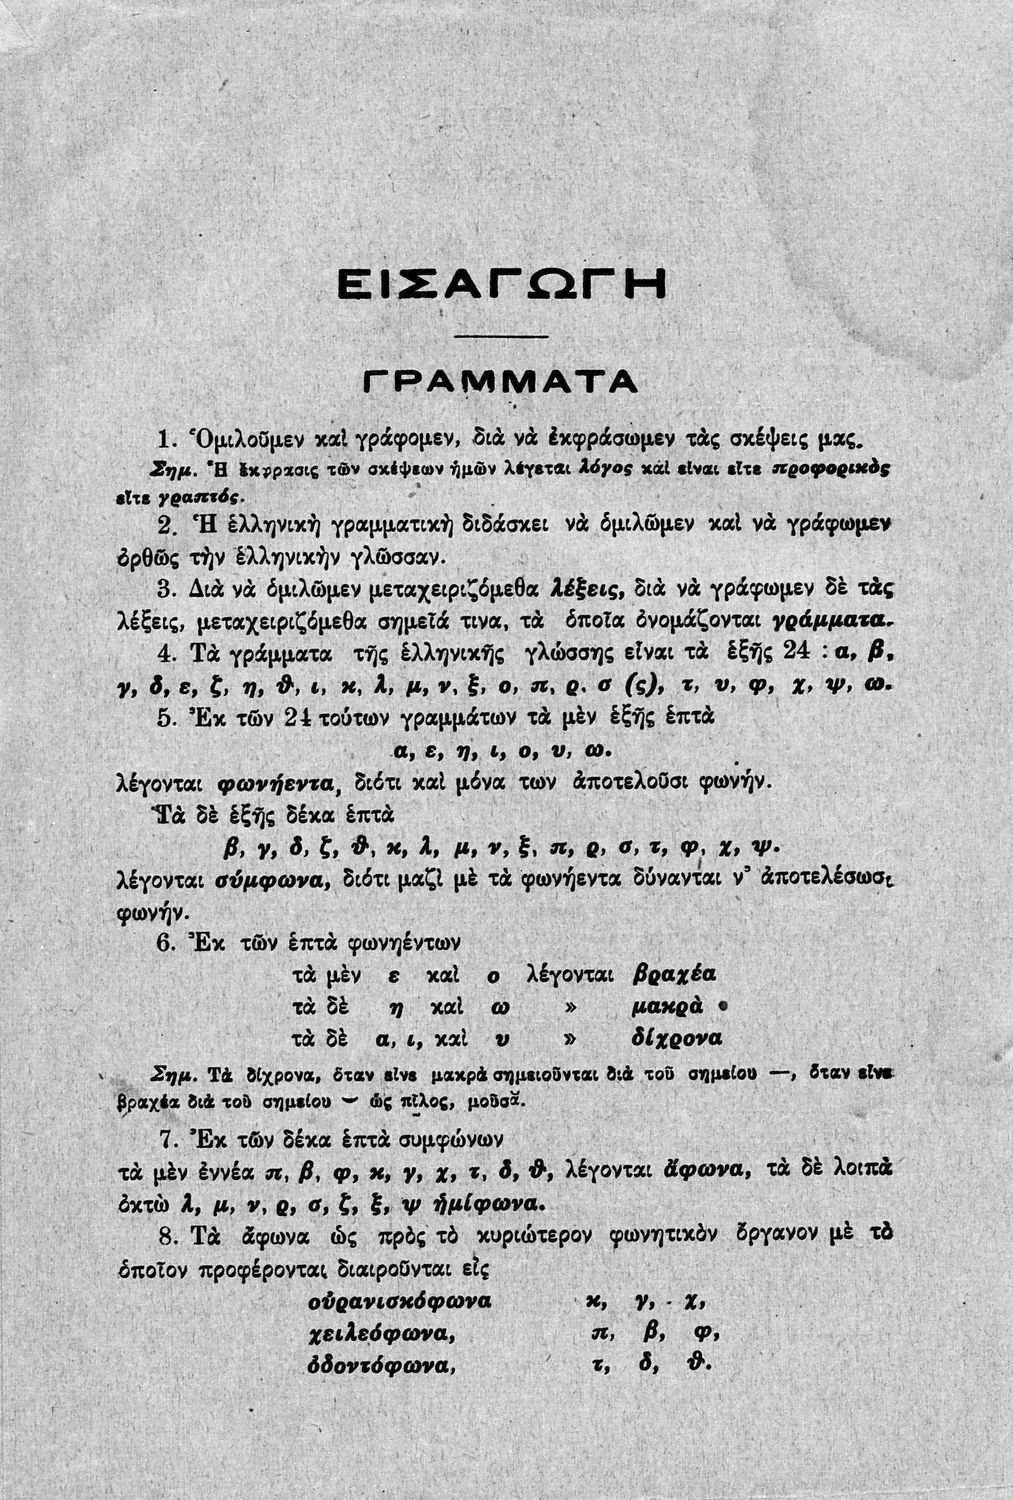 ΕΙΣΑΓΩΓΗ
ΓΡΑΜΜΑΤΑ
1. Ὁμιλοῦμεν καὶ γράφομεν, διὰ νὰ ἐκφράσωμεν τὰς σκέψεις μας.
Σημ. Ἡ ἔκφρασις τῶν σκέψεων ἡμῶν λέγεται λόγος καὶ εἶναι εἴτε προφορικὸς
εἴτε γραπτός.
2. Ἡ ἑλληνικὴ γραμματικὴ διδάσκει νὰ ὁμιλῶμεν καὶ νὰ γράφωμεν
ὀρθῶς τὴν ἑλληνικὴν γλῶσσαν.
3. Διὰ νὰ ὁμιλῶμεν μεταχειριζόμεθα λέξεις, διὰ νὰ γράφωμεν δὲ τὰς
λέξεις, μεταχειριζόμεθα σημεῖά τινα, τὰ ὁποῖα ὀνομάζονται γράμματα.
4. Τὰ γράμματα τῆς ἑλληνικῆς γλώσσης εἶναι τὰ ἑξῆς 24 : α, β,
γ, δ, ε, ζ, η, ϑ, ι, κ, λ, μ, ν, ξ, ο, π, ρ. σ (ς), τ, υ, φ, χ, ψ, ω.
5. Ἐκ τῶν 24 τούτων γραμμάτων τὰ μὲν ἑξῆς ἑπτὰ
α, ε, η, ι, ο, υ, ω.
λέγονται φωνήεντα, διότι καὶ μόνα των ἀποτελοῦσι φωνήν.
Τὰ δὲ ἑξῆς δέκα ἑπτὰ
β, γ, δ, ζ, ϑ, κ, λ, μ, ν, ξ, π, ρ, σ, τ, φ, χ, ψ.
λέγονται σύμφωνα, διότι μαζὶ μὲ τὰ φωνήεντα δύνανται ν' ἀποτελέσωσι
φωνήν.
6. Ἐκ τῶν ἑπτὰ φωνηέντων
τὰ μὲν ε καὶ ο λέγονται βραχέα
τὰ δὲ η καὶ ω » μακρὰ
τὰ δὲ α, ι, καὶ υ » δίχρονα
Σημ. Τὰ δίχρονα, ὅταν εἶνε μακρὰ σημειοῦνται διὰ τοῦ σημείου —, ὅταν εἶνε
βραχέα διὰ τοῦ σημείου ⏑ ὡς πῖλος, μοῦσᾰ.
7. Ἐκ τῶν δέκα ἑπτὰ συμφώνων
τὰ μὲν ἐννέα π, β, φ, κ, γ, χ, τ, δ, ϑ, λέγονται ἄφωνα, τὰ δὲ λοιπὰ
ὀκτὼ λ, μ, ν, ρ, σ, ζ, ξ, ψ ἡμίφωνα.
8. Τὰ ἄφωνα ὡς πρὸς τὸ κυριώτερον φωνητικὸν ὄργανον μὲ τὸ
ὁποῖον προφέρονται διαιροῦνται εἰς
οὐρανισκόφωνα κ, γ, χ,
χειλεόφωνα, π, β, φ,
ὀδοντόφωνα, τ, δ, ϑ.